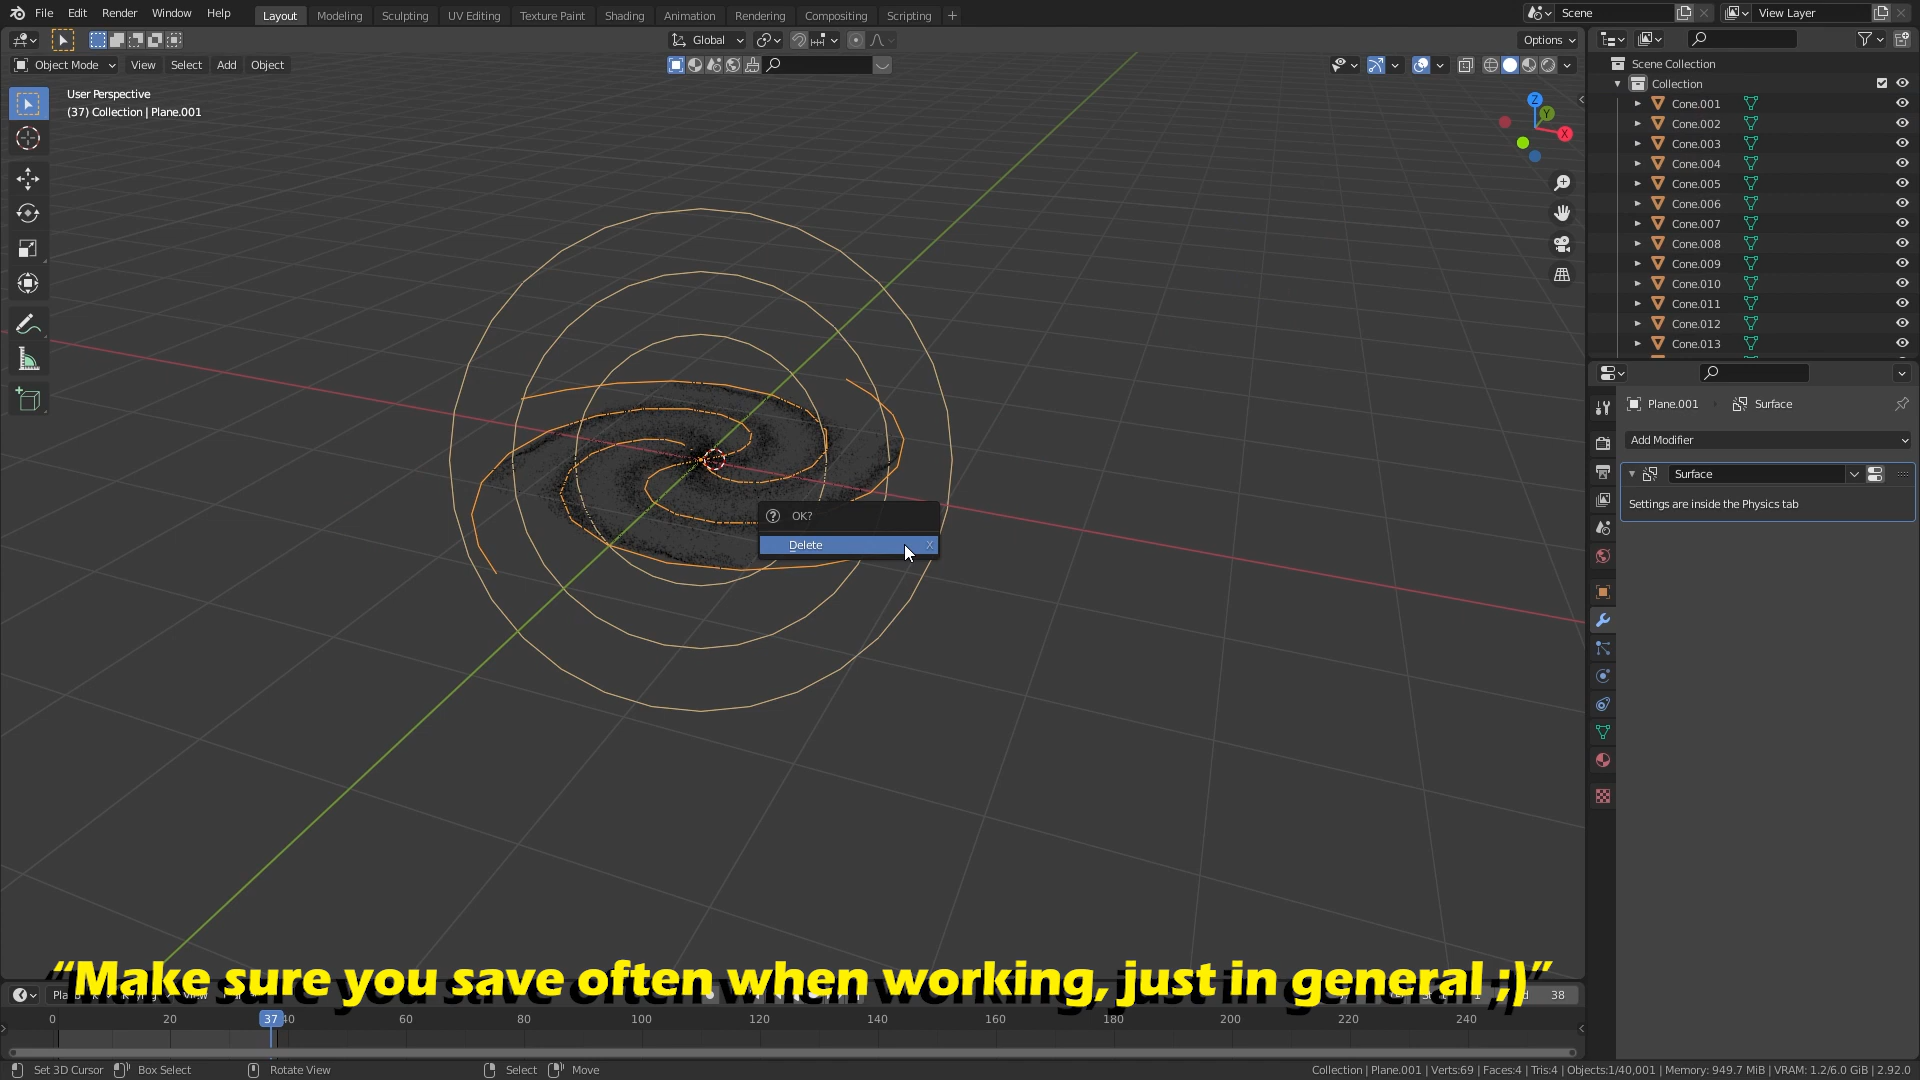 File Edit Render Window Help Layout Modeling Sculpting UV Editing Texture Paint Shading Animation Rendering Compositing Scripting + Scene View Layer
Global Options
Object Mode View Select Add Object
User Perspective
(37) Collection | Plane.001
Z
Y
X
Scene Collection
Collection
Cone.001
Cone.002
Cone.003
Cone.004
Cone.005
Cone.006
Cone.007
Cone.008
Cone.009
Cone.010
Cone.011
Cone.012
Cone.013
Plane.001 Surface
Add Modifier
Surface
Settings are inside the Physics tab
OK?
Delete X
“Make sure you save often when working, just in general ;)”
View 1 38
0 20 37 40 60 80 100 120 140 160 180 200 220 240
Set 3D Cursor Box Select Rotate View Select Move Collection | Plane.001 | Verts:69 | Faces:4 | Tris:4 | Objects:1/40,001 | Memory: 949.7 MiB | VRAM: 1.2/6.0 GiB | 2.92.0